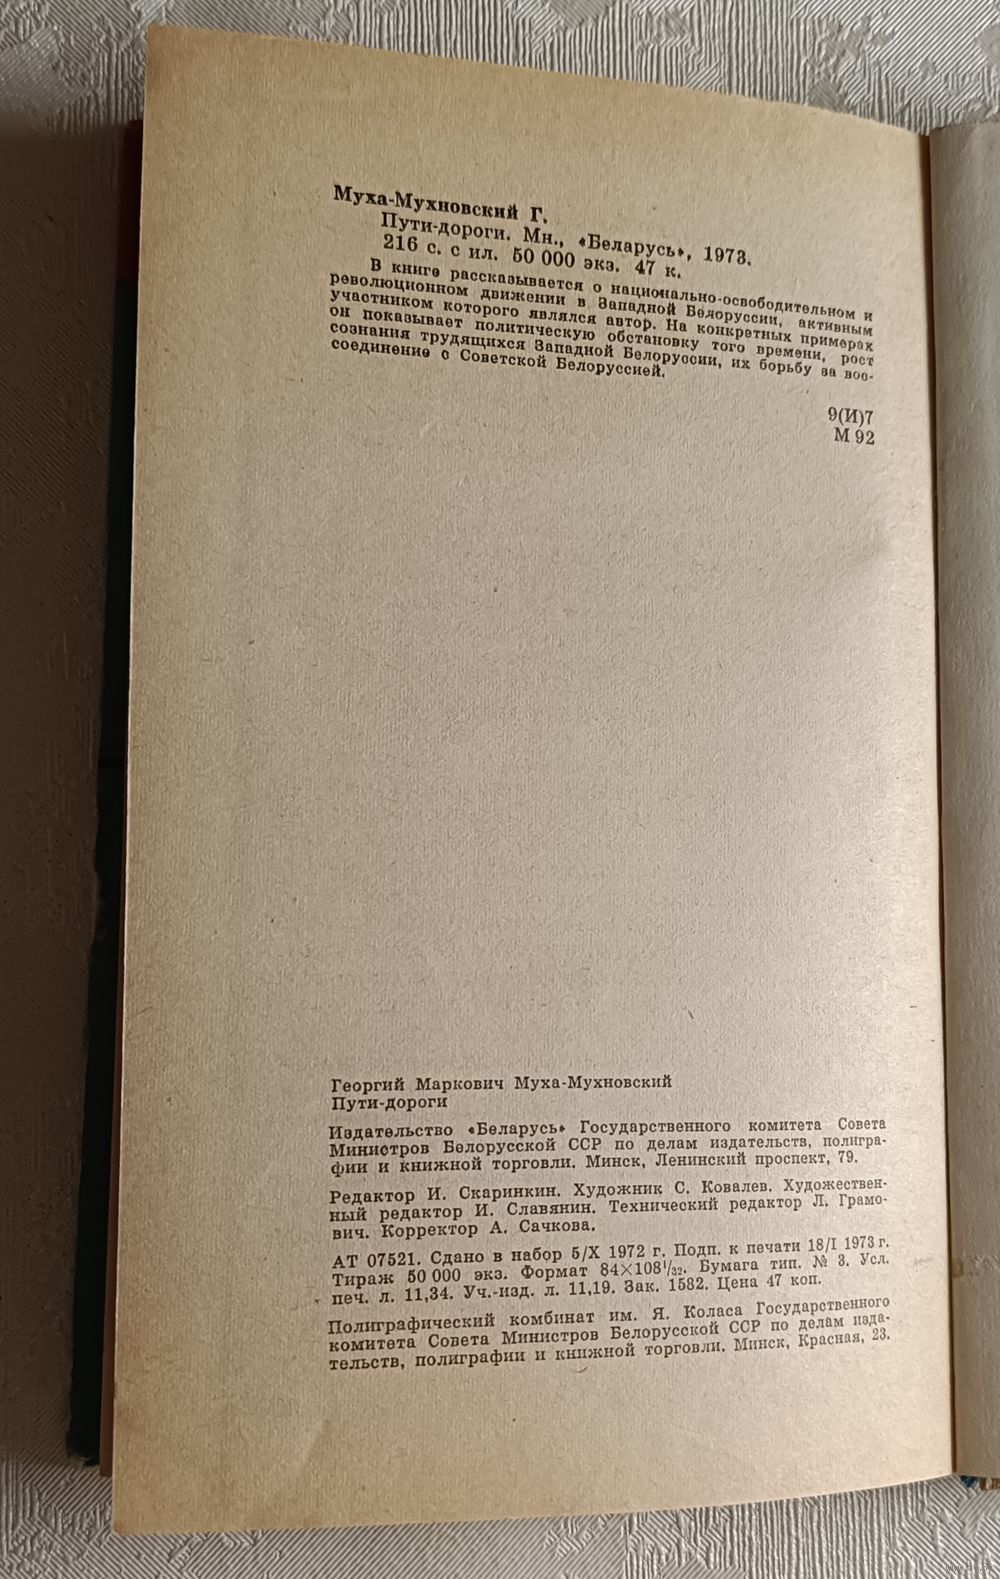 Муха-Мухновский Г.
Пути-дороги. Мн., «Беларусь», 1973.
216 с. с ил. 50 000 экз. 47 к.
В книге рассказывается о национально-освободительном и
революционном движении в Западной Белоруссии, активным
участником которого являлся автор. На конкретных примерах
он показывает политическую обстановку того времени, рост
сознания трудящихся Западной Белоруссии, их борьбу за вос-
соединение с Советской Белоруссией.
9(И)7
М 92
Георгий Маркович Муха-Мухновский
Пути-дороги
Издательство «Беларусь» Государственного комитета Совета
Министров Белорусской ССР по делам издательств, полигра-
фии и книжной торговли. Минск, Ленинский проспект, 79.
Редактор И. Скаринкин. Художник С. Ковалев. Художествен-
ный редактор И. Славянин. Технический редактор Л. Грамо-
вич. Корректор А. Сачкова.
АТ 07521. Сдано в набор 5/X 1972 г. Подп. к печати 18/I 1973 г.
Тираж 50 000 экз. Формат 84×108¹/₃₂. Бумага тип. № 3. Усл.
печ. л. 11,34. Уч.-изд. л. 11,19. Зак. 1582. Цена 47 коп.
Полиграфический комбинат им. Я. Коласа Государственного
комитета Совета Министров Белорусской ССР по делам изда-
тельств, полиграфии и книжной торговли. Минск, Красная, 23.